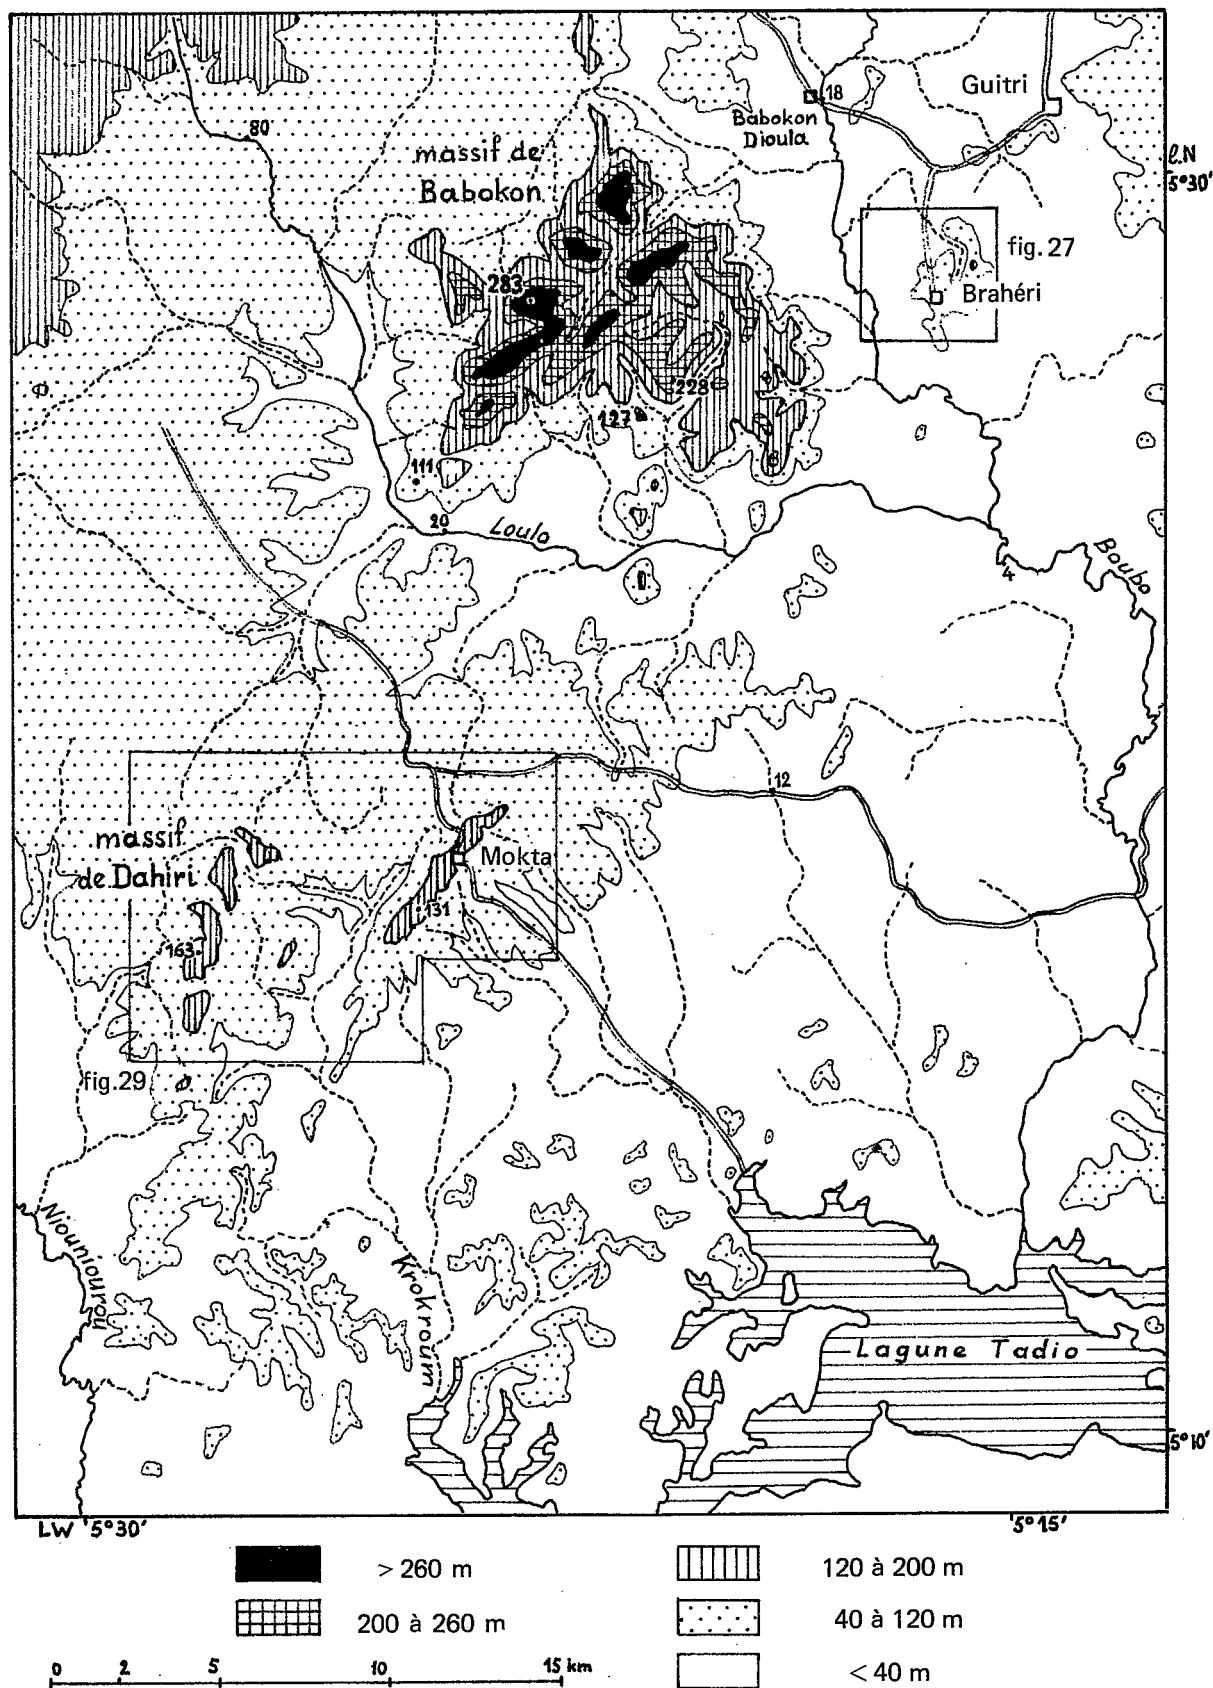 Guitri
18
Babokon
Dioula
80
massif de
Babokon
ℓ.N
5°30'
fig. 27
283
Brahéri
228
127
111
20
Loulo
4
Boubo
12
massif
de Dahiri
Mokta
131
163
fig. 29
Niouniourou
Krokroum
Lagune Tadio
5°10'
LW 5°30'
5°15'
> 260 m
120 à 200 m
200 à 260 m
40 à 120 m
< 40 m
0 2 5 10 15 km